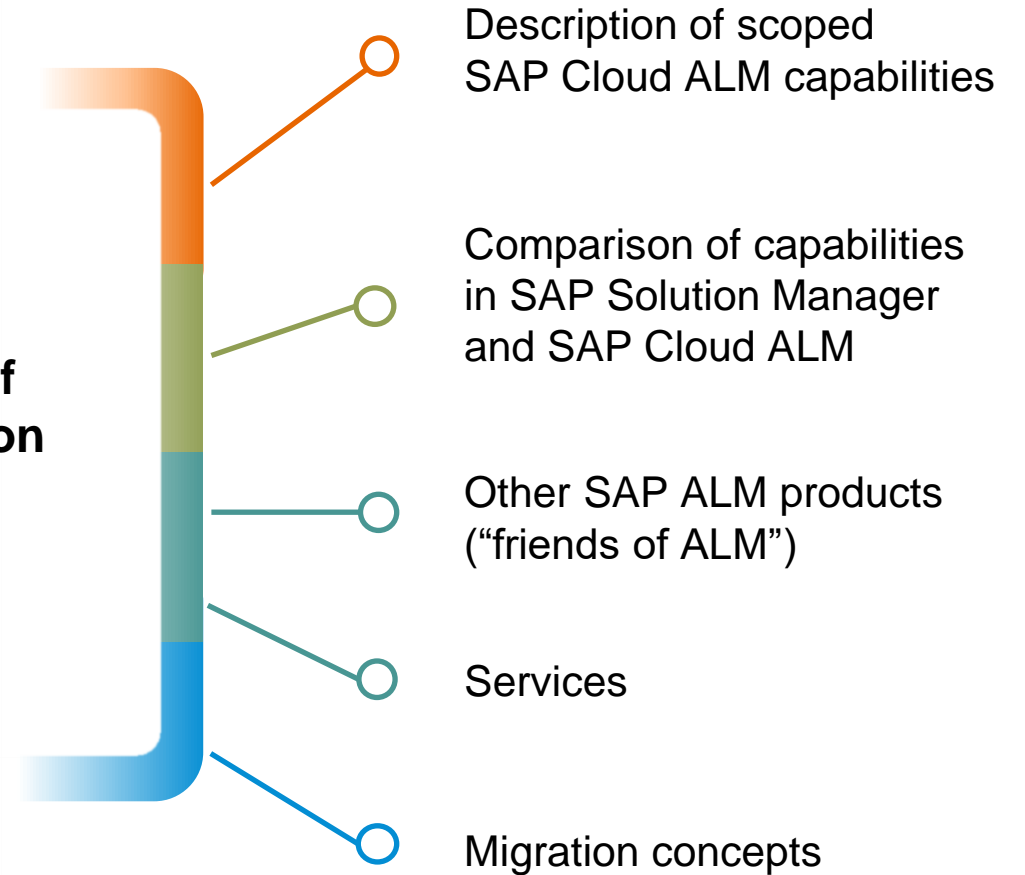 Description of scoped
SAP Cloud ALM capabilities
Comparison of capabilities
in SAP Solution Manager
and SAP Cloud ALM
Other SAP ALM products
(“friends of ALM”)
Services
Migration concepts